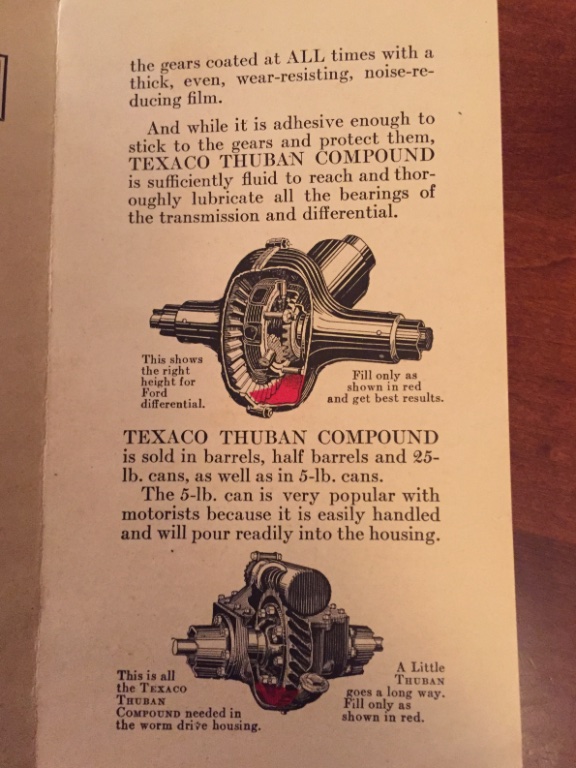 the gears coated at ALL times with a
thick, even, wear-resisting, noise-re-
ducing film.
And while it is adhesive enough to
stick to the gears and protect them,
TEXACO THUBAN COMPOUND
is sufficiently fluid to reach and thor-
oughly lubricate all the bearings of
the transmission and differential.
This shows
the right
height for
Ford
differential.
Fill only as
shown in red
and get best results.
TEXACO THUBAN COMPOUND
is sold in barrels, half barrels and 25-
lb. cans, as well as in 5-lb. cans.
The 5-lb. can is very popular with
motorists because it is easily handled
and will pour readily into the housing.
This is all
the TEXACO
THUBAN
COMPOUND needed in
the worm drive housing.
A Little
THUBAN
goes a long way.
Fill only as
shown in red.